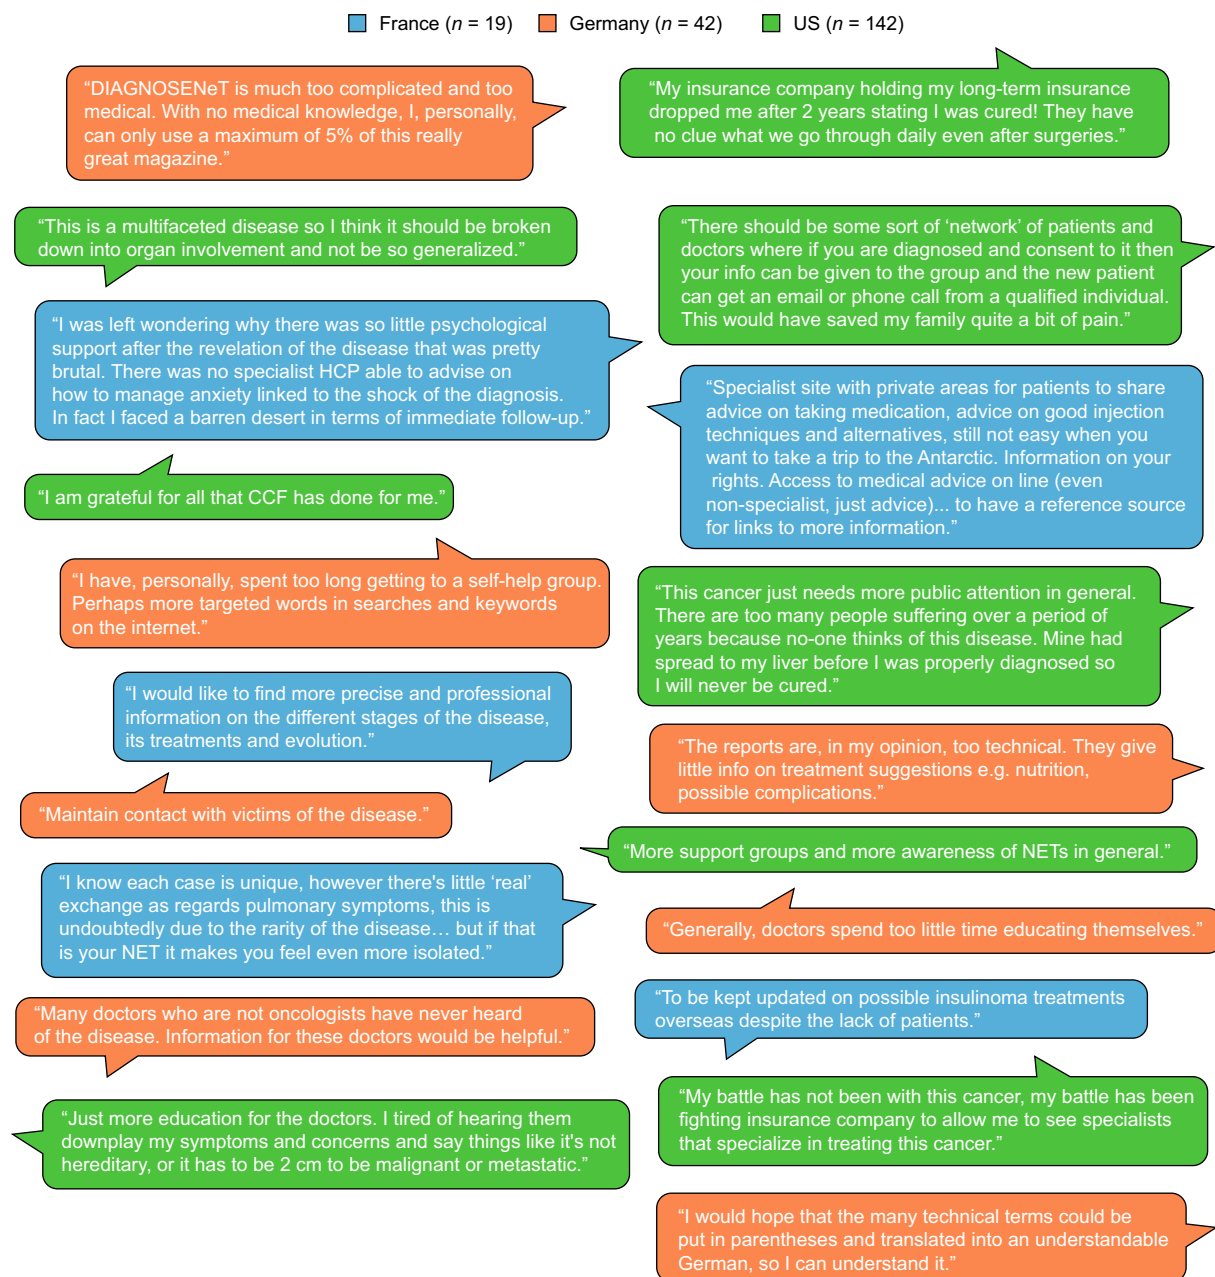 France (n = 19) Germany (n = 42) US (n = 142)
“DIAGNOSENeT is much too complicated and too
medical. With no medical knowledge, I, personally,
can only use a maximum of 5% of this really
great magazine.”
“My insurance company holding my long-term insurance
dropped me after 2 years stating I was cured! They have
no clue what we go through daily even after surgeries.”
“This is a multifaceted disease so I think it should be broken
down into organ involvement and not be so generalized.”
“There should be some sort of ‘network’ of patients and
doctors where if you are diagnosed and consent to it then
your info can be given to the group and the new patient
can get an email or phone call from a qualified individual.
This would have saved my family quite a bit of pain.”
“I was left wondering why there was so little psychological
support after the revelation of the disease that was pretty
brutal. There was no specialist HCP able to advise on
how to manage anxiety linked to the shock of the diagnosis.
In fact I faced a barren desert in terms of immediate follow-up.”
“Specialist site with private areas for patients to share
advice on taking medication, advice on good injection
techniques and alternatives, still not easy when you
want to take a trip to the Antarctic. Information on your
rights. Access to medical advice on line (even
non-specialist, just advice)... to have a reference source
for links to more information.”
“I am grateful for all that CCF has done for me.”
“I have, personally, spent too long getting to a self-help group.
Perhaps more targeted words in searches and keywords
on the internet.”
“This cancer just needs more public attention in general.
There are too many people suffering over a period of
years because no-one thinks of this disease. Mine had
spread to my liver before I was properly diagnosed so
I will never be cured.”
“I would like to find more precise and professional
information on the different stages of the disease,
its treatments and evolution.”
“The reports are, in my opinion, too technical. They give
little info on treatment suggestions e.g. nutrition,
possible complications.”
“Maintain contact with victims of the disease.”
“More support groups and more awareness of NETs in general.”
“I know each case is unique, however there's little ‘real’
exchange as regards pulmonary symptoms, this is
undoubtedly due to the rarity of the disease… but if that
is your NET it makes you feel even more isolated.”
“Generally, doctors spend too little time educating themselves.”
“Many doctors who are not oncologists have never heard
of the disease. Information for these doctors would be helpful.”
“To be kept updated on possible insulinoma treatments
overseas despite the lack of patients.”
“Just more education for the doctors. I tired of hearing them
downplay my symptoms and concerns and say things like it's not
hereditary, or it has to be 2 cm to be malignant or metastatic.”
“My battle has not been with this cancer, my battle has been
fighting insurance company to allow me to see specialists
that specialize in treating this cancer.”
“I would hope that the many technical terms could be
put in parentheses and translated into an understandable
German, so I can understand it.”